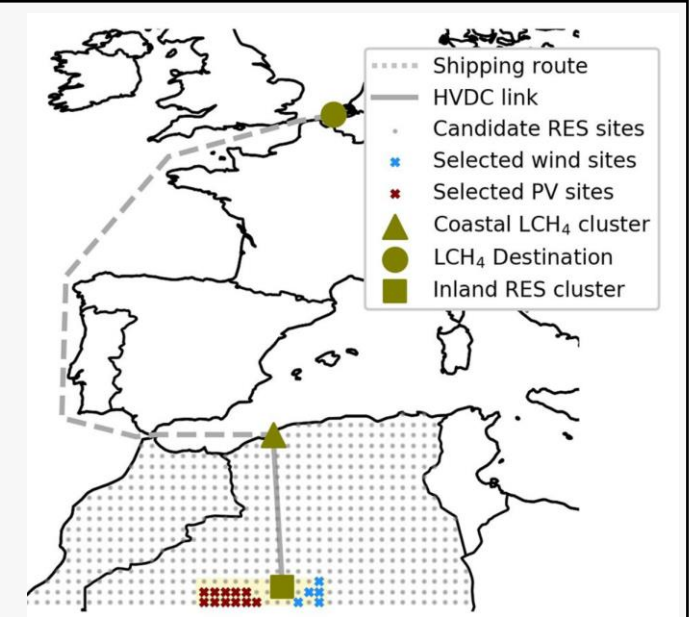 Shipping route
HVDC link
Candidate RES sites
Selected wind sites
Selected PV sites
Coastal LCH₄ cluster
LCH₄ Destination
Inland RES cluster